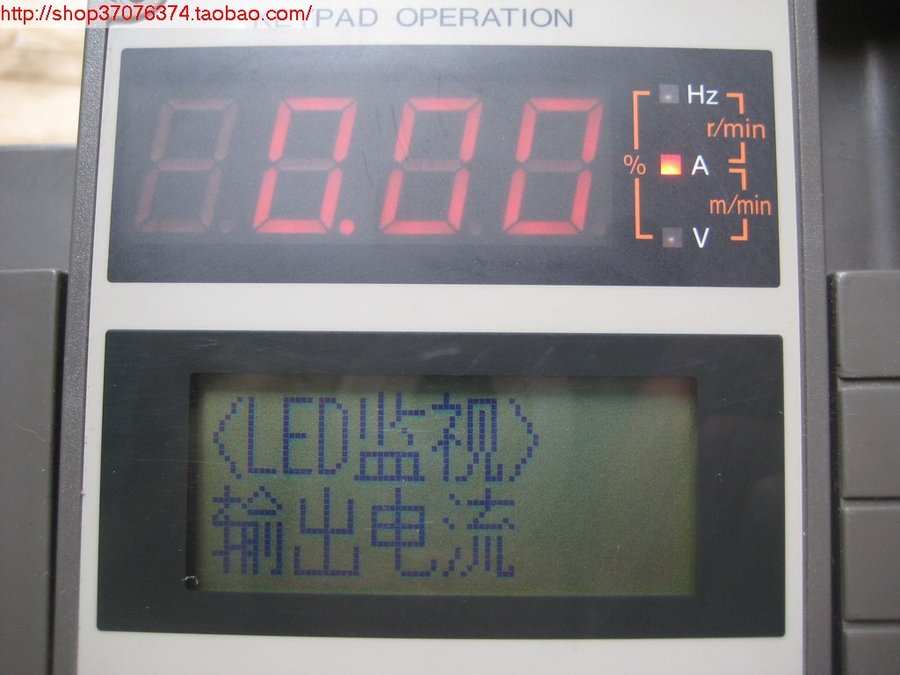 http://shop37076374.taobao.com/
KEYPAD OPERATION
0.00
Hz
r/min
% A
m/min
V
〈LED监视〉
输出电流